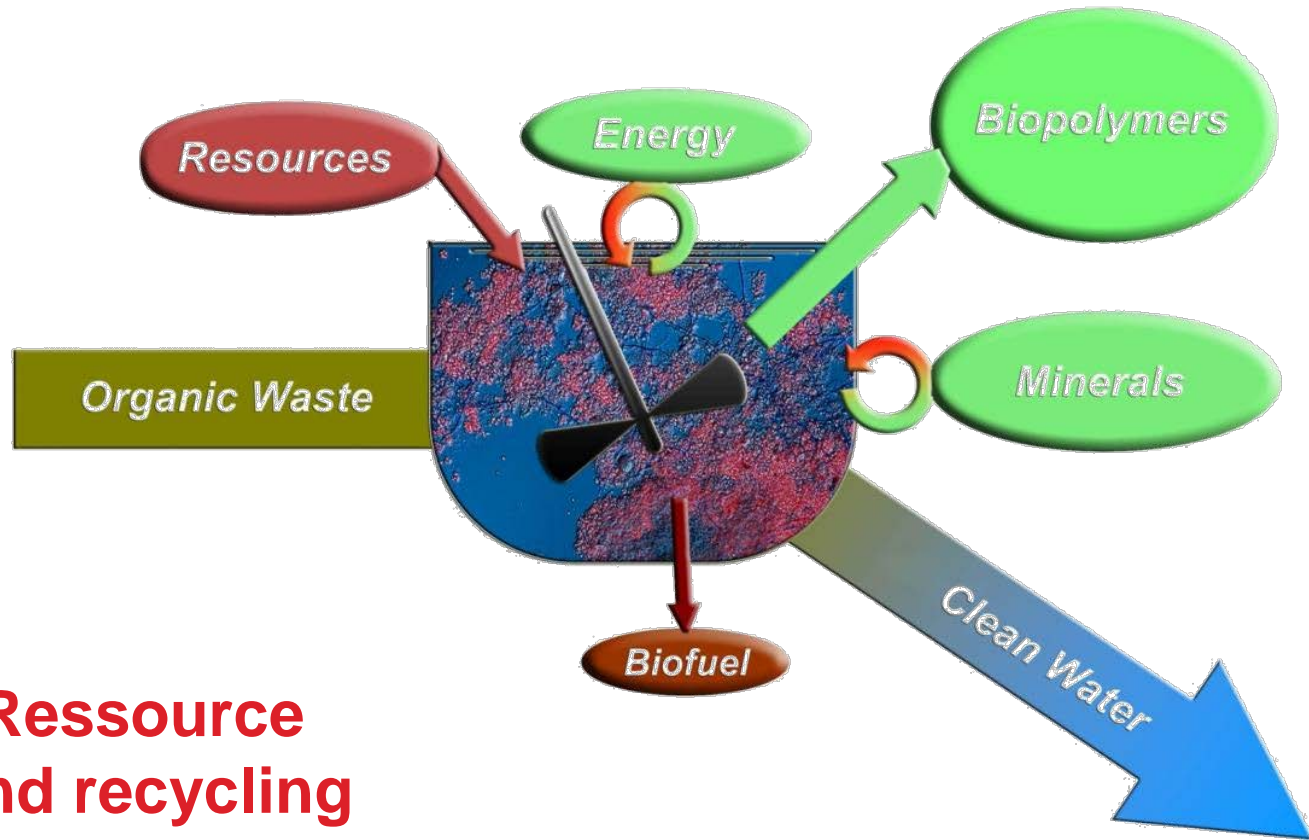 Resources
Energy
Biopolymers
Organic Waste
Minerals
Clean Water
Biofuel
Ressource
nd recycling